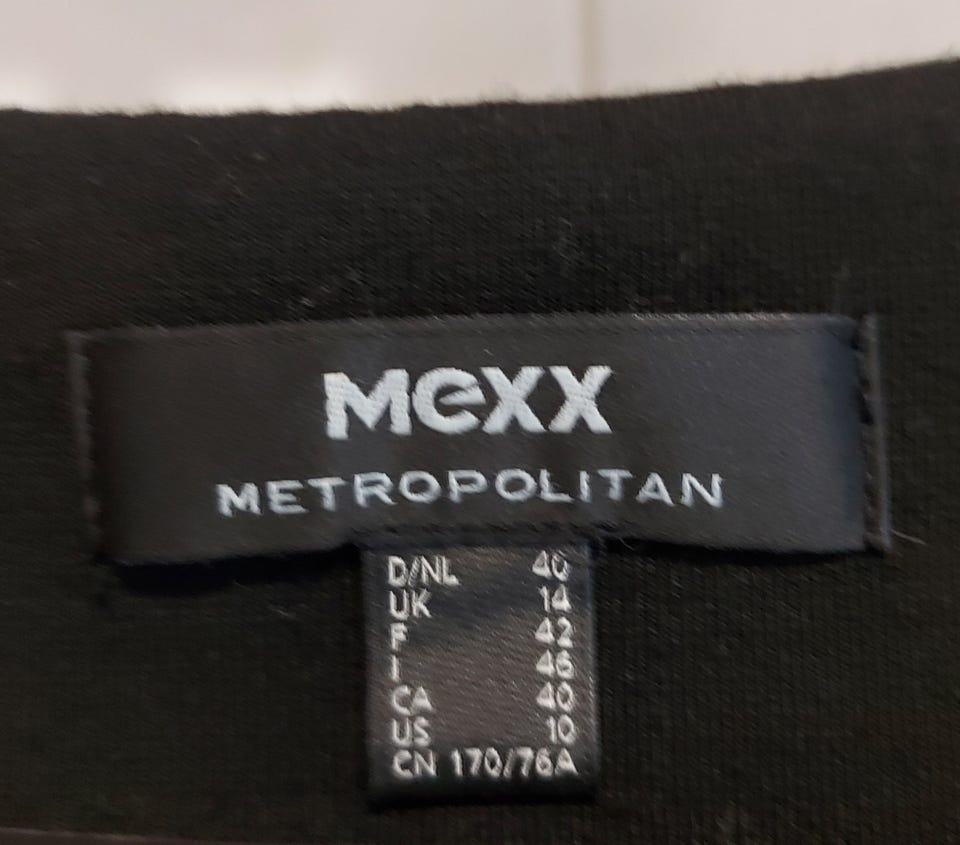 Mexx
METROPOLITAN
D/NL 40
UK 14
F 42
I 46
CA 40
US 10
CN 170/76A